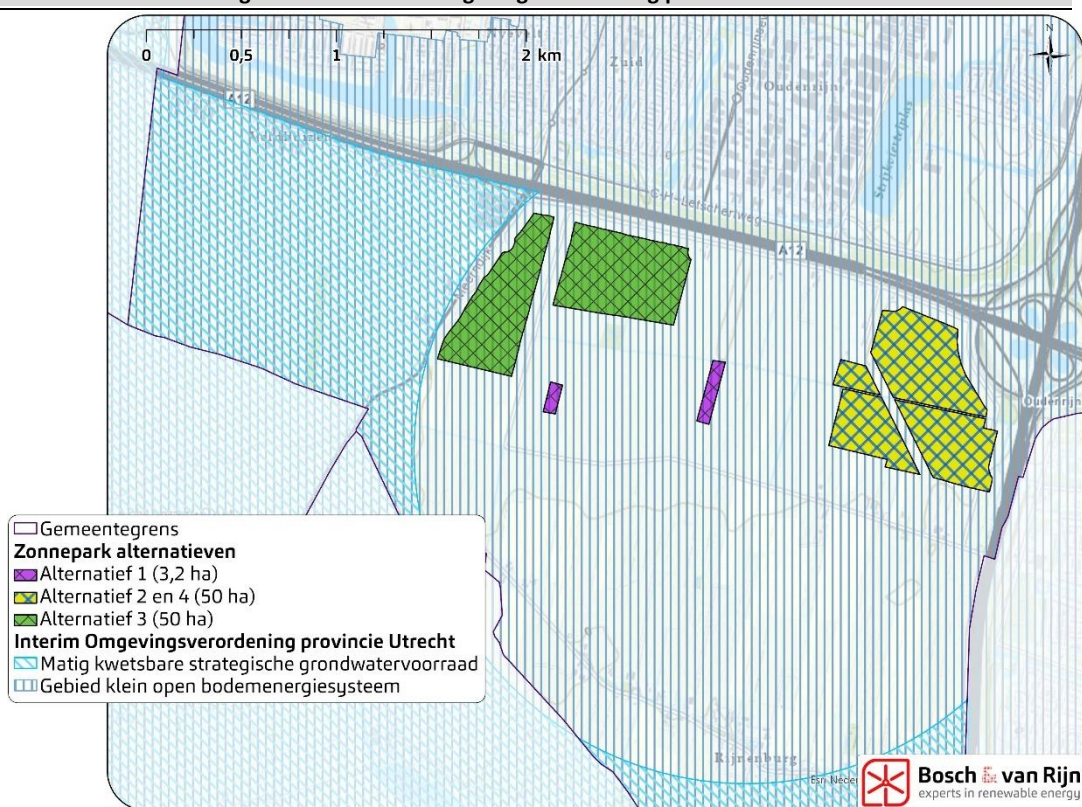 N
0 0,5 1 2 km
Zuid
Oudenrijn
Strijkviertelplas
A12
C.H. Letschertweg
A12
Oudenrijn
Gemeentegrens
Zonnepark alternatieven
Alternatief 1 (3,2 ha)
Alternatief 2 en 4 (50 ha)
Alternatief 3 (50 ha)
Interim Omgevingsverordening provincie Utrecht
Matig kwetsbare strategische grondwatervoorraad
Gebied klein open bodemenergiesysteem
Rijnenburg
Bosch & van Rijn
experts in renewable energy